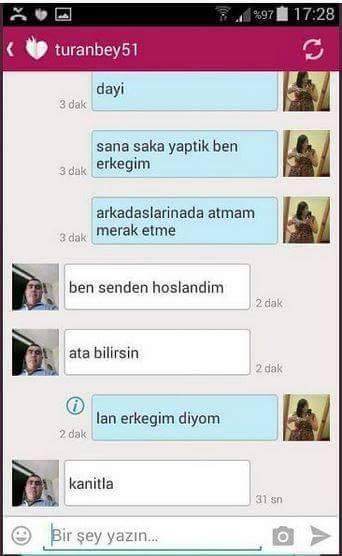 %97 17:28
turanbey51
dayi
3 dak
sana saka yaptik ben
erkegim
3 dak
arkadaslarinada atmam
merak etme
3 dak
ben senden hoslandim
2 dak
ata bilirsin
2 dak
lan erkegim diyom
2 dak
kanitla
31 sn
Bir şey yazın...